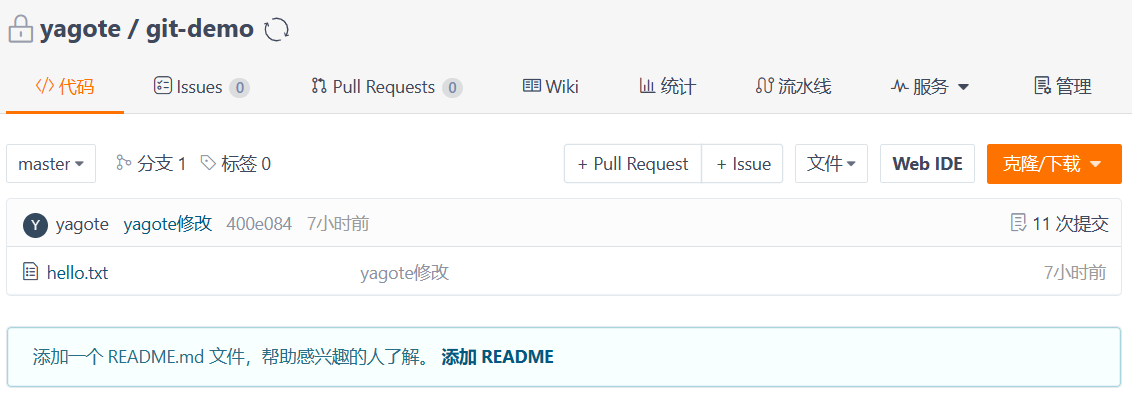 yagote / git-demo
代码 Issues 0 Pull Requests 0 Wiki 统计 流水线 服务 管理
master 分支 1 标签 0 + Pull Request + Issue 文件 Web IDE 克隆/下载
Y yagote yagote修改 400e084 7小时前 11 次提交
hello.txt yagote修改 7小时前
添加一个 README.md 文件，帮助感兴趣的人了解。 添加 README